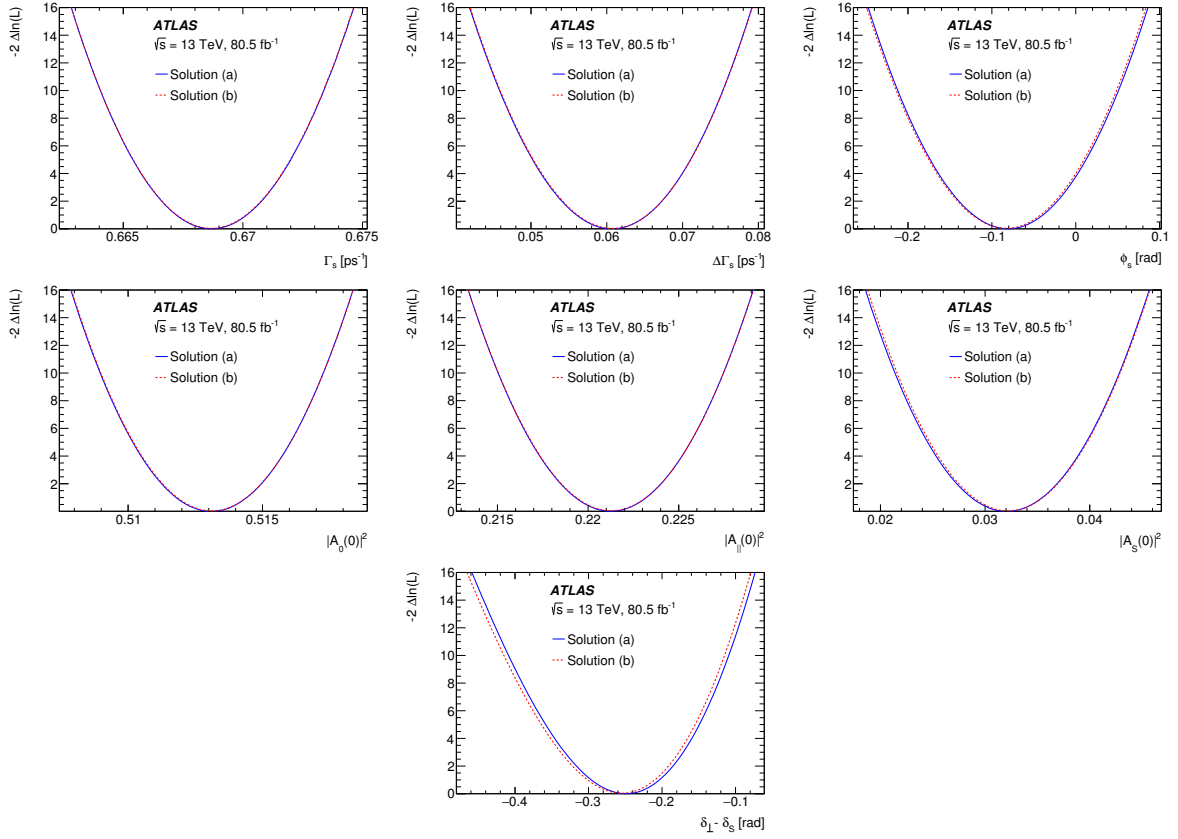 -2 Δln(L)
16
14
12
10
8
6
4
2
0
ATLAS
√s = 13 TeV, 80.5 fb⁻¹
Solution (a)
Solution (b)
0.665 0.67 0.675
Γₛ [ps⁻¹]
-2 Δln(L)
16
14
12
10
8
6
4
2
0
ATLAS
√s = 13 TeV, 80.5 fb⁻¹
Solution (a)
Solution (b)
0.05 0.06 0.07 0.08
ΔΓₛ [ps⁻¹]
-2 Δln(L)
16
14
12
10
8
6
4
2
0
ATLAS
√s = 13 TeV, 80.5 fb⁻¹
Solution (a)
Solution (b)
−0.2 −0.1 0 0.1
ϕₛ [rad]
-2 Δln(L)
16
14
12
10
8
6
4
2
ATLAS
√s = 13 TeV, 80.5 fb⁻¹
Solution (a)
Solution (b)
0.51 0.515
|A₀(0)|²
-2 Δln(L)
16
14
12
10
8
6
4
2
ATLAS
√s = 13 TeV, 80.5 fb⁻¹
Solution (a)
Solution (b)
0.215 0.22 0.225
|A||(0)|²
-2 Δln(L)
16
14
12
10
8
6
4
2
ATLAS
√s = 13 TeV, 80.5 fb⁻¹
Solution (a)
Solution (b)
0.02 0.03 0.04
|A_S(0)|²
-2 Δln(L)
16
14
12
10
8
6
4
2
0
ATLAS
√s = 13 TeV, 80.5 fb⁻¹
Solution (a)
Solution (b)
−0.4 −0.3 −0.2 −0.1
δ⊥ - δ_S [rad]